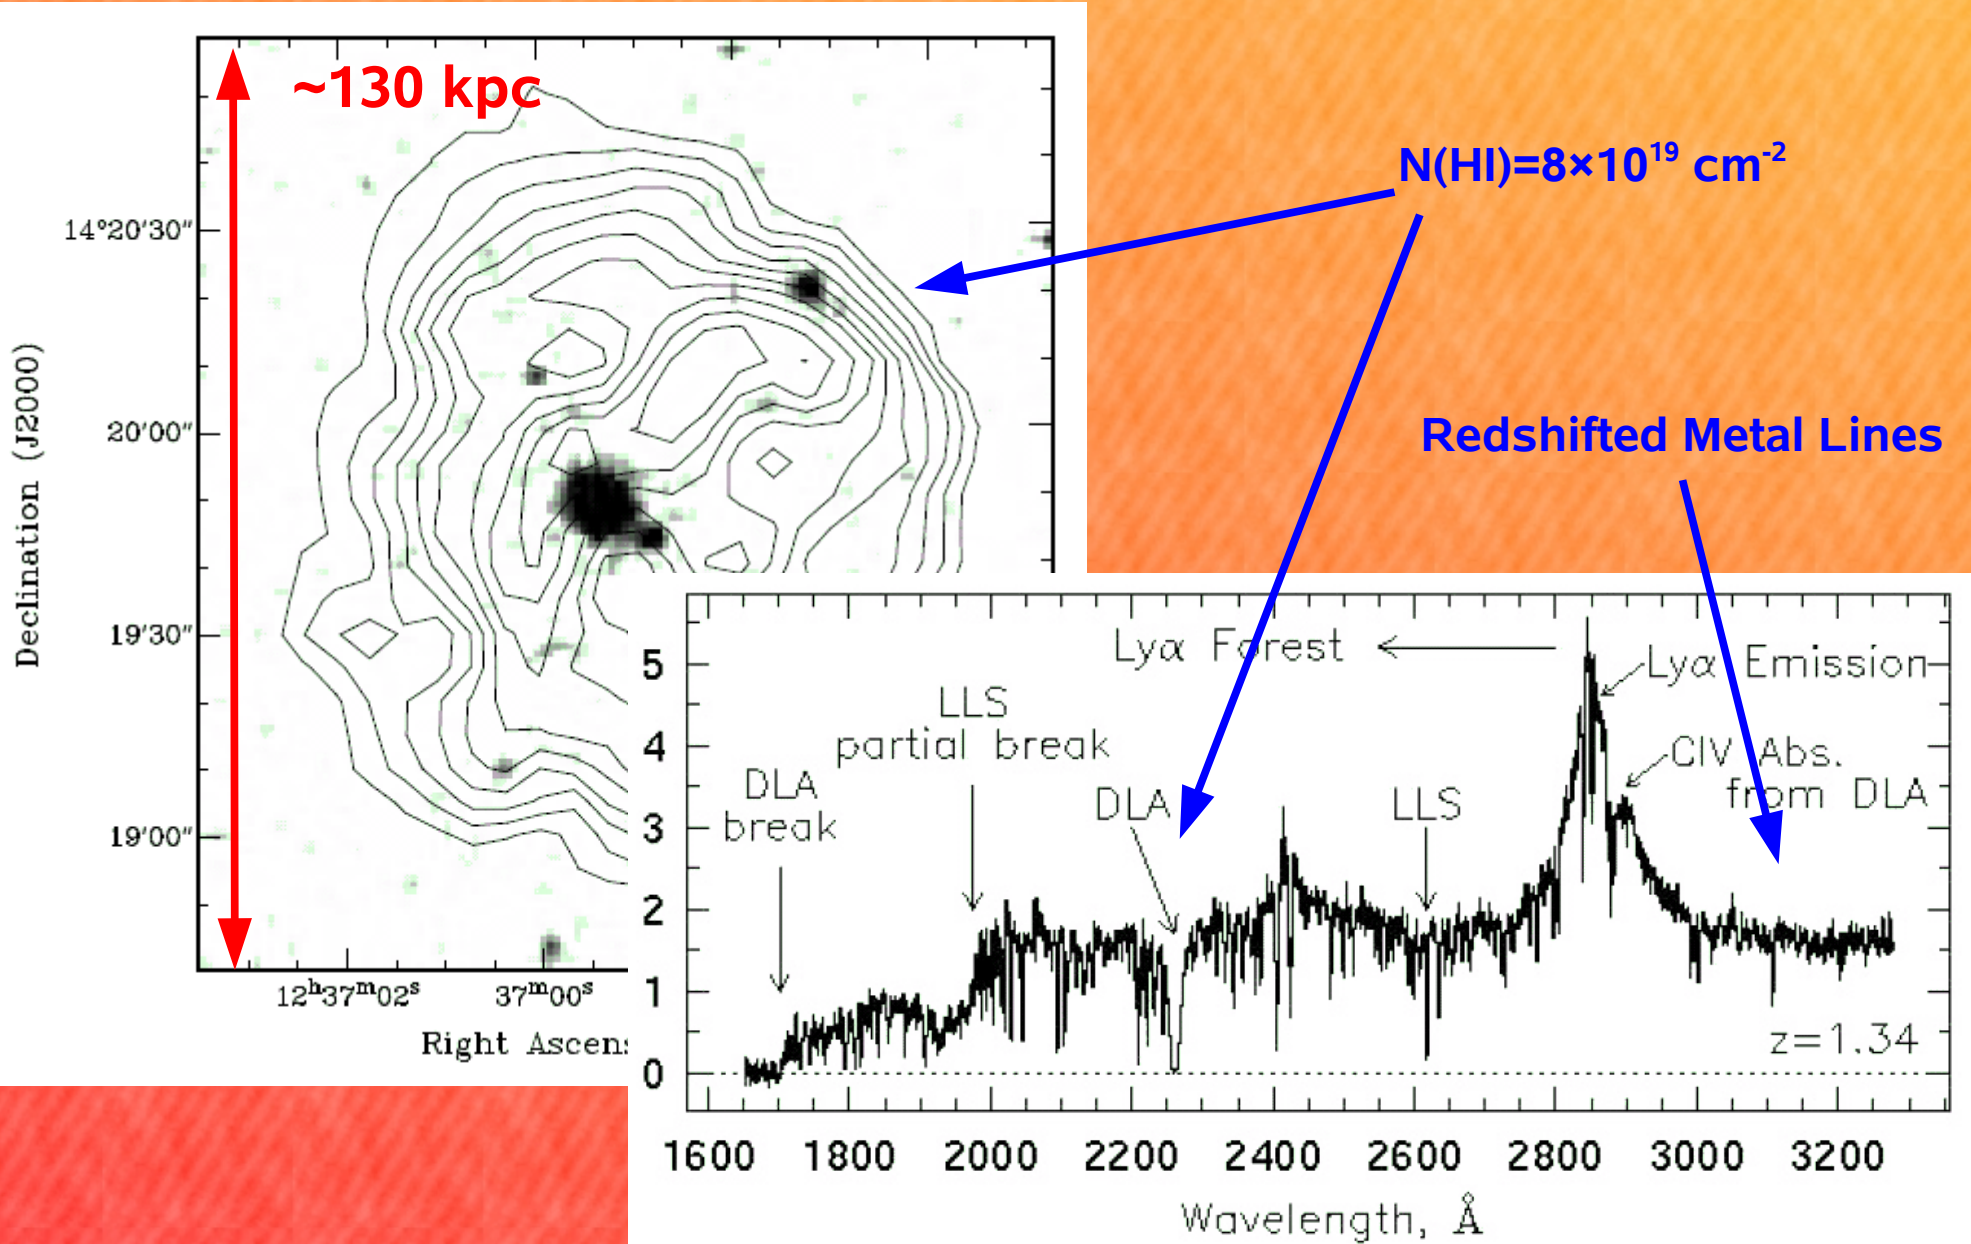 ~130 kpc
N(HI)=8×10¹⁹ cm⁻²
Redshifted Metal Lines
Declination (J2000)
14°20′30″
20′00″
19′30″
19′00″
12ʰ37ᵐ02ˢ
37ᵐ00ˢ
Right Ascens
5
4
3
2
1
0
Lyα Forest
Lyα Emission
LLS
partial break
CIV Abs.
from DLA
DLA
break
DLA
LLS
z=1.34
1600 1800 2000 2200 2400 2600 2800 3000 3200
Wavelength, Å